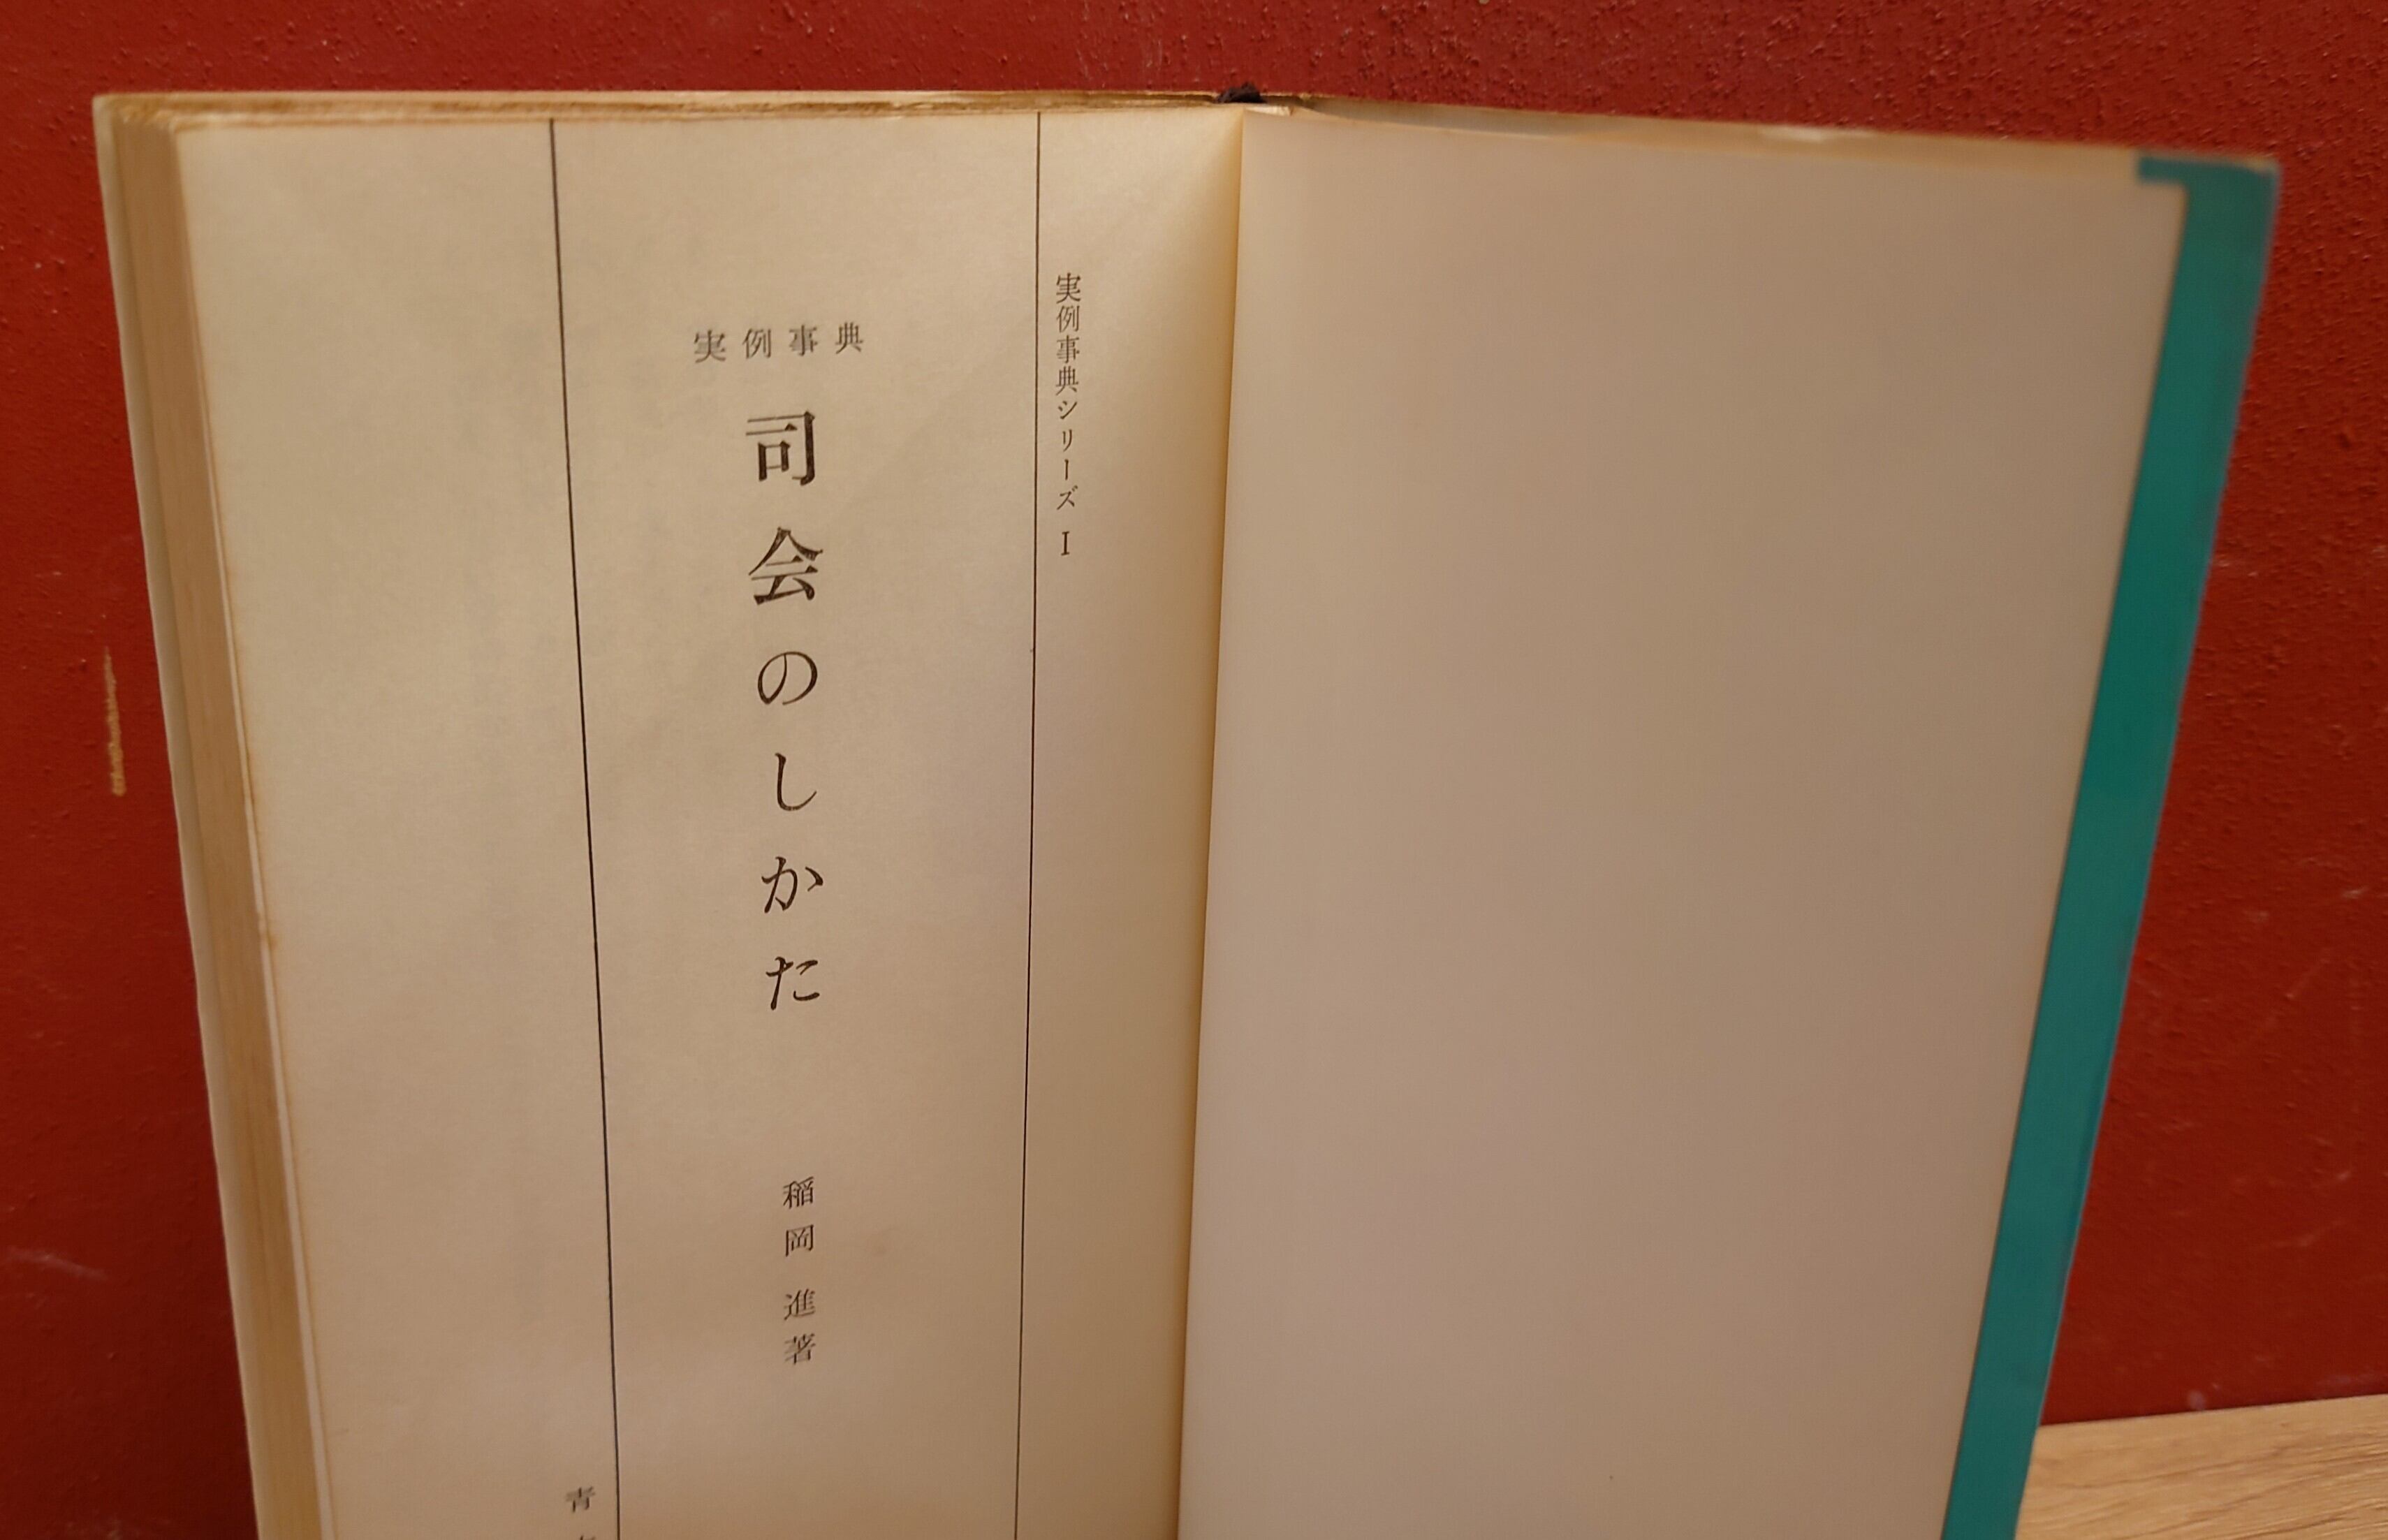 実例事典シリーズ I
実例事典
司会のしかた
稲岡進著
青